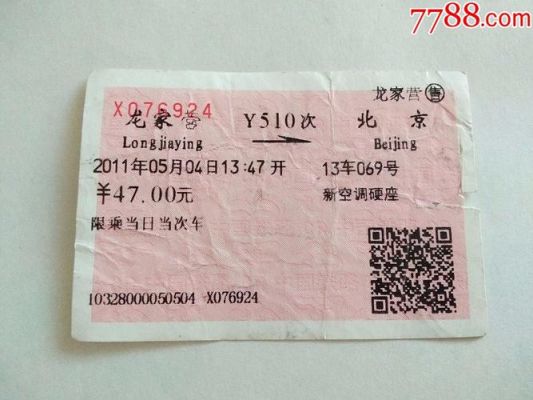 7788.com
龙家营 售
X076924
龙家营 Y510次 北京
Longjiaying Beijing
2011年05月04日13:47开 13车069号
¥47.00元 新空调硬座
限乘当日当次车
10328000050504 X076924